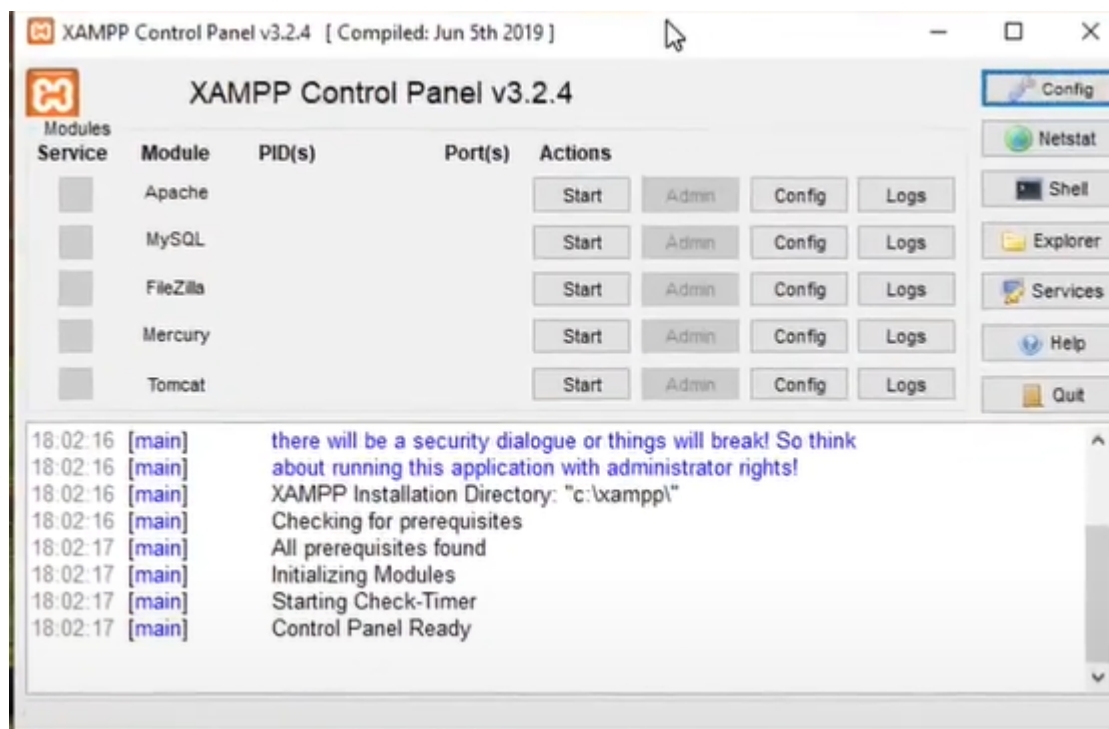 XAMPP Control Panel v3.2.4 [ Compiled: Jun 5th 2019 ]
XAMPP Control Panel v3.2.4
Config
Modules
Netstat
Service Module PID(s) Port(s) Actions
Apache Start Admin Config Logs
Shell
MySQL Start Admin Config Logs
Explorer
FileZilla Start Admin Config Logs
Services
Mercury Start Admin Config Logs
Help
Tomcat Start Admin Config Logs
Quit
18:02:16 [main] there will be a security dialogue or things will break! So think
18:02:16 [main] about running this application with administrator rights!
18:02:16 [main] XAMPP Installation Directory: "c:\xampp\"
18:02:16 [main] Checking for prerequisites
18:02:17 [main] All prerequisites found
18:02:17 [main] Initializing Modules
18:02:17 [main] Starting Check-Timer
18:02:17 [main] Control Panel Ready